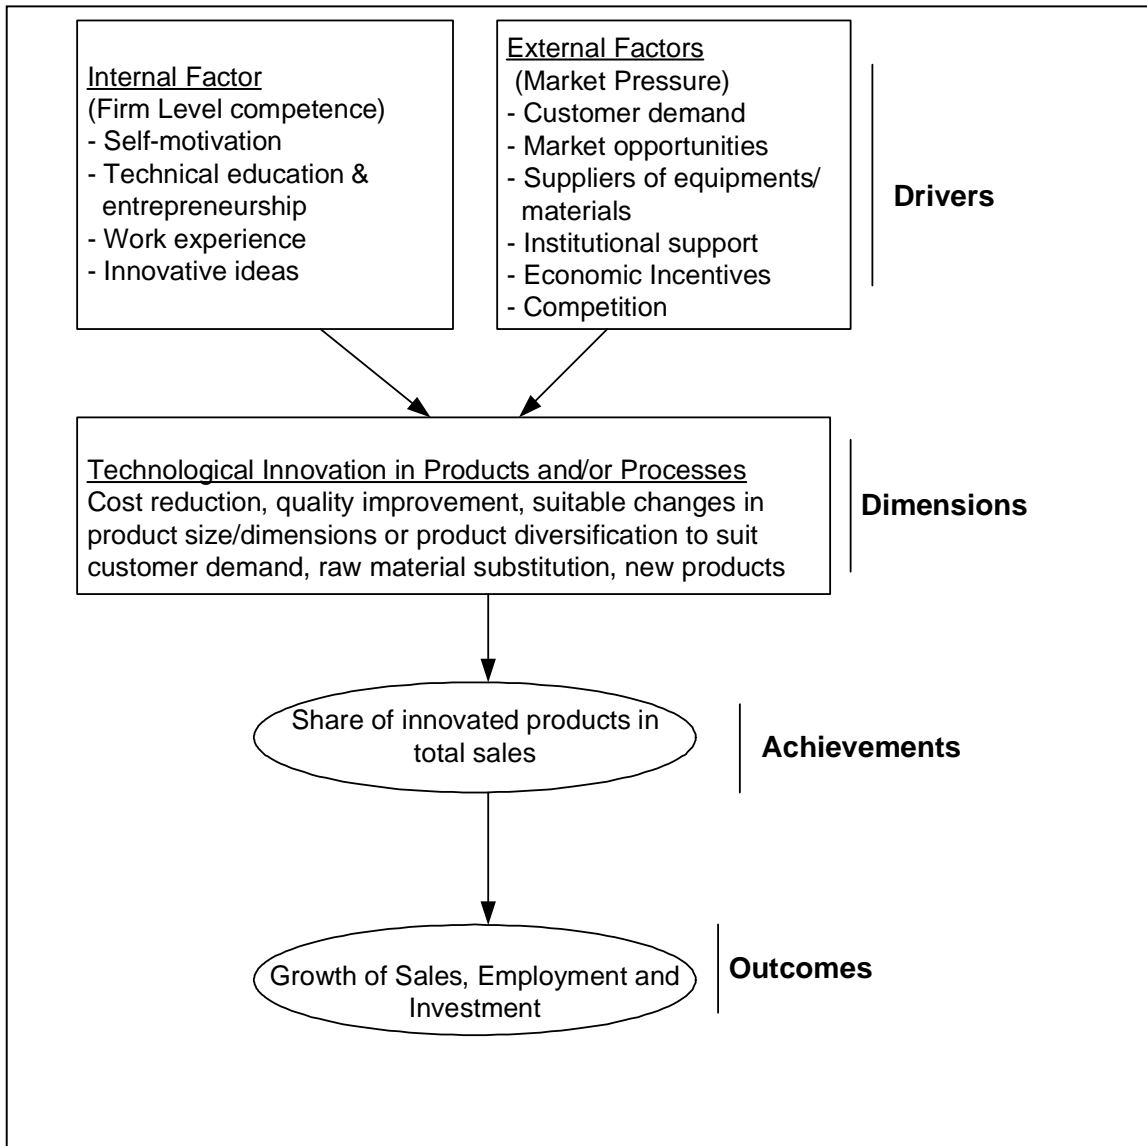 Internal Factor
(Firm Level competence)
- Self-motivation
- Technical education &
entrepreneurship
- Work experience
- Innovative ideas
External Factors
(Market Pressure)
- Customer demand
- Market opportunities
- Suppliers of equipments/
materials
- Institutional support
- Economic Incentives
- Competition
Drivers
Technological Innovation in Products and/or Processes
Cost reduction, quality improvement, suitable changes in
product size/dimensions or product diversification to suit
customer demand, raw material substitution, new products
Dimensions
Share of innovated products in
total sales
Achievements
Growth of Sales, Employment and
Investment
Outcomes